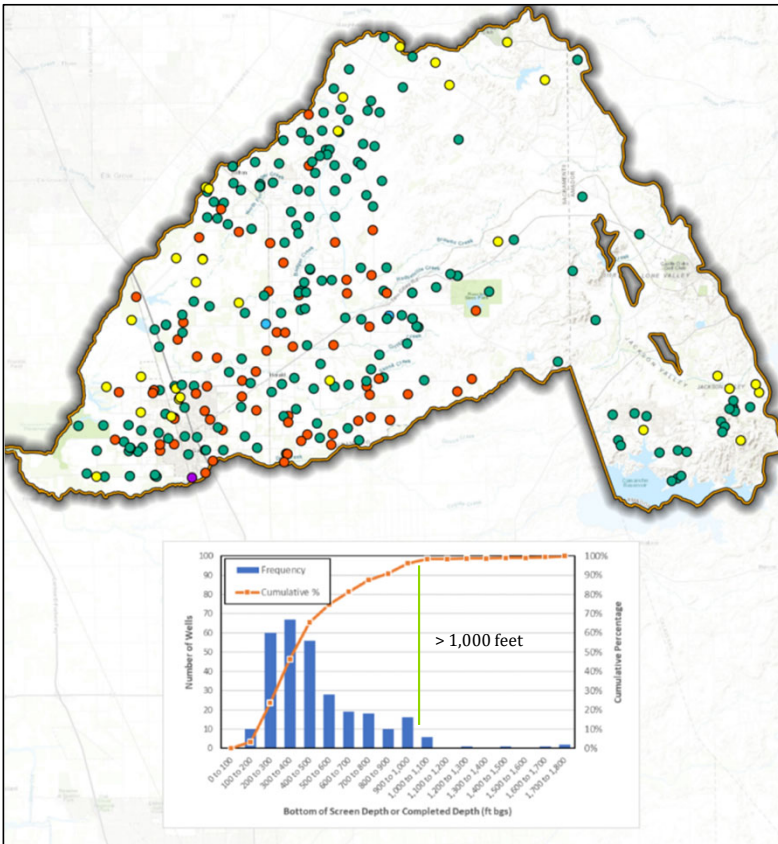 SACRAMENTO
AMADOR
JACKSON VALLEY
100
90
80
70
60
50
40
30
20
10
0
Number of Wells
Frequency
Cumulative %
> 1,000 feet
100%
90%
80%
70%
60%
50%
40%
30%
20%
10%
0%
Cumulative Percentage
0 to 100
100 to 200
200 to 300
300 to 400
400 to 500
500 to 600
600 to 700
700 to 800
800 to 900
900 to 1,000
1,000 to 1,100
1,100 to 1,200
1,200 to 1,300
1,300 to 1,400
1,400 to 1,500
1,500 to 1,600
1,600 to 1,700
1,700 to 1,800
Bottom of Screen Depth or Completed Depth (ft bgs)